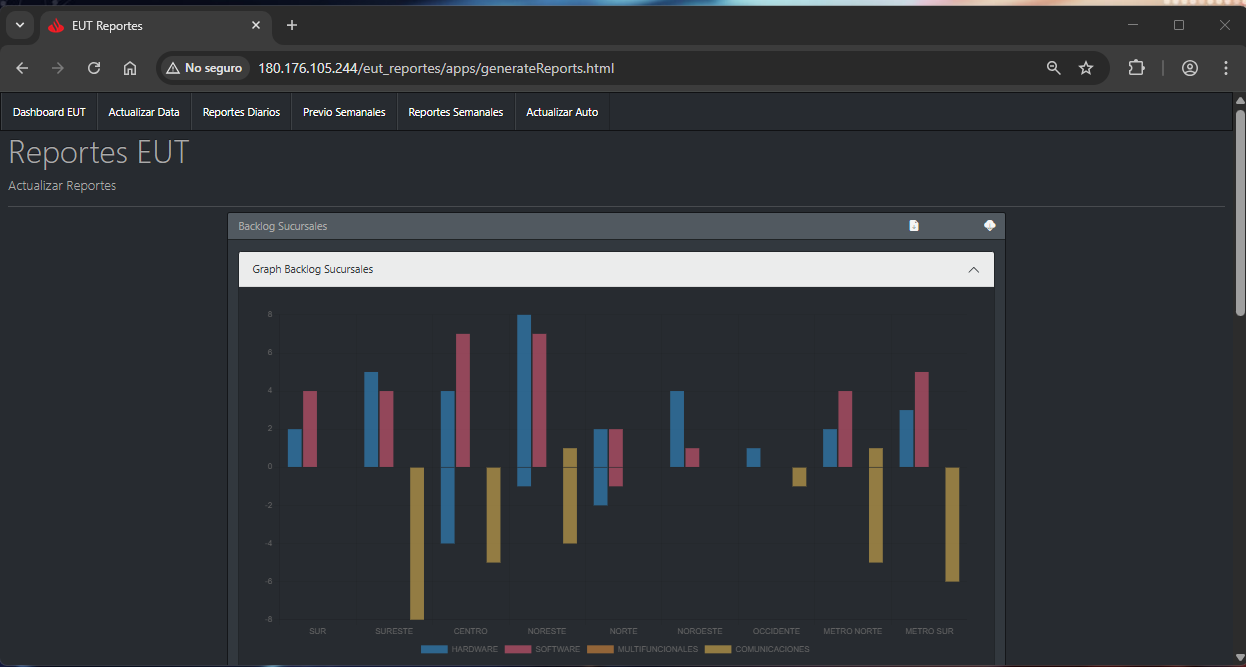 EUT Reportes
No seguro 180.176.105.244/eut_reportes/apps/generateReports.html
Dashboard EUT Actualizar Data Reportes Diarios Previo Semanales Reportes Semanales Actualizar Auto
Reportes EUT
Actualizar Reportes
Backlog Sucursales
Graph Backlog Sucursales
8
6
4
2
0
-2
-4
-6
-8
SUR SURESTE CENTRO NORESTE NORTE NOROESTE OCCIDENTE METRO NORTE METRO SUR
HARDWARE SOFTWARE MULTIFUNCIONALES COMUNICACIONES